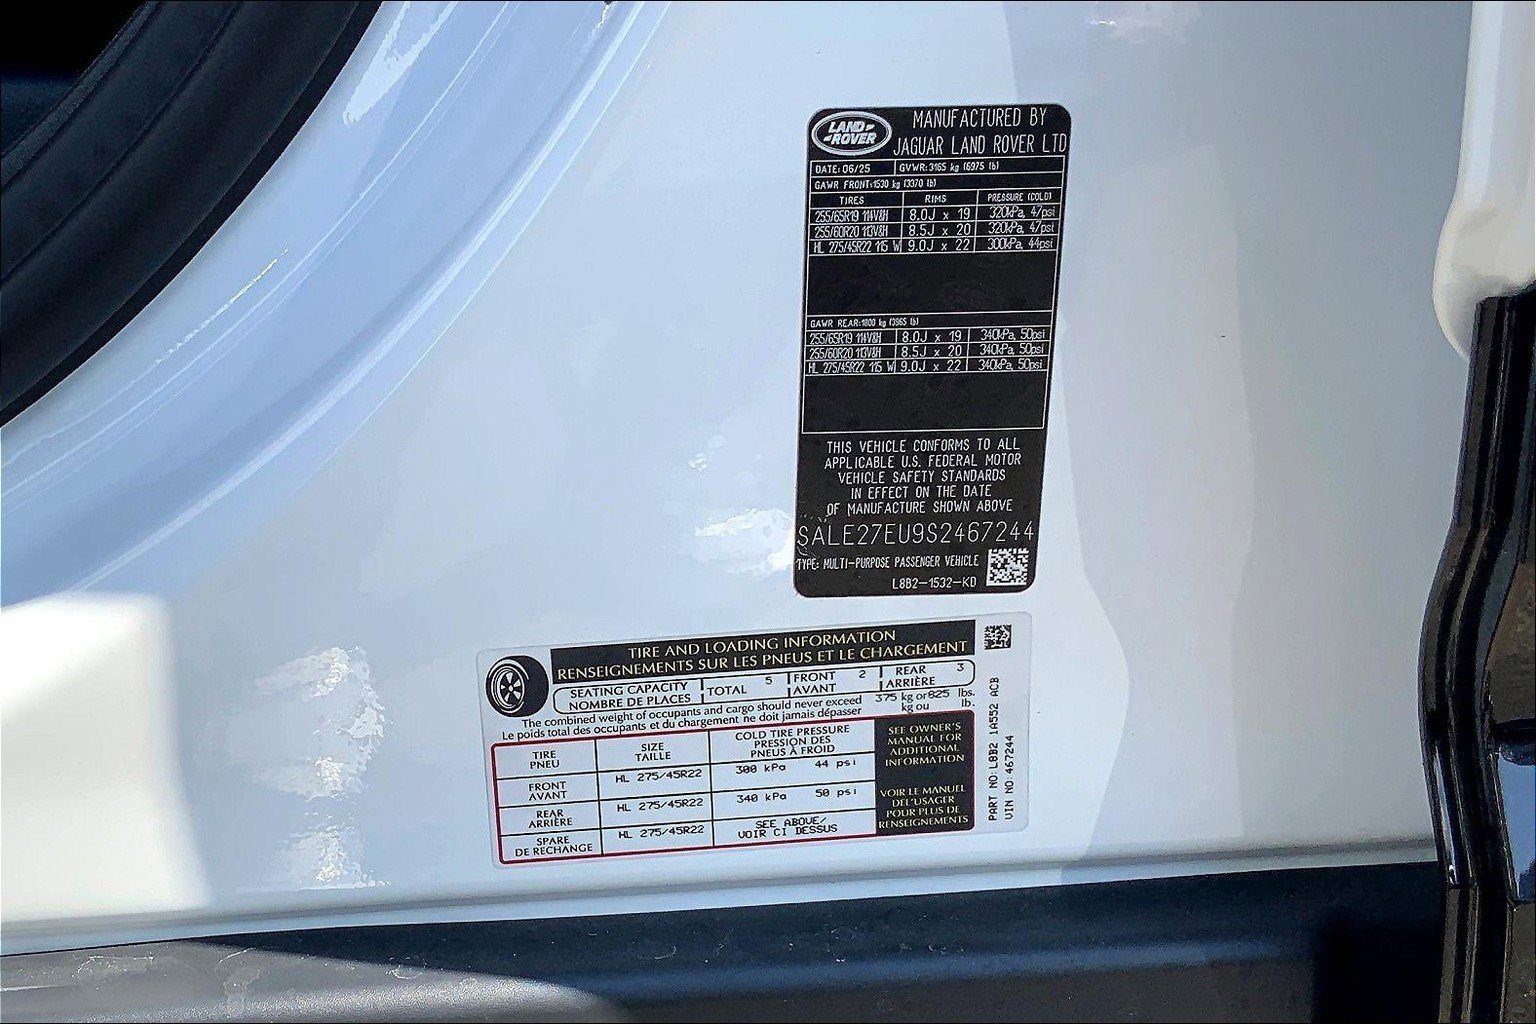 LAND ROVER
MANUFACTURED BY
JAGUAR LAND ROVER LTD
DATE: 06/25 GVWR: 3165 kg (6975 lb)
GAWR FRONT: 1530 kg (3370 lb)
TIRES RIMS PRESSURE (COLD)
255/65R19 114V&H 8.0J x 19 320kPa, 47psi
255/60R20 113V&H 8.5J x 20 320kPa, 47psi
HL 275/45R22 115 W 9.0J x 22 300kPa, 44psi
GAWR REAR: 1800 kg (3965 lb)
255/65R19 114V&H 8.0J x 19 340kPa, 50psi
255/60R20 113V&H 8.5J x 20 340kPa, 50psi
HL 275/45R22 115 W 9.0J x 22 340kPa, 50psi
THIS VEHICLE CONFORMS TO ALL
APPLICABLE U.S. FEDERAL MOTOR
VEHICLE SAFETY STANDARDS
IN EFFECT ON THE DATE
OF MANUFACTURE SHOWN ABOVE
SALE27EU9S2467244
TYPE: MULTI-PURPOSE PASSENGER VEHICLE
L8B2-1532-KD
TIRE AND LOADING INFORMATION
RENSEIGNEMENTS SUR LES PNEUS ET LE CHARGEMENT
SEATING CAPACITY TOTAL 5 FRONT 2 REAR 3
NOMBRE DE PLACES AVANT ARRIÈRE
The combined weight of occupants and cargo should never exceed 375 kg or 825 lbs.
Le poids total des occupants et du chargement ne doit jamais dépasser kg ou lb.
TIRE SIZE COLD TIRE PRESSURE
PNEU TAILLE PRESSION DES
PNEUS À FROID
FRONT HL 275/45R22 300 kPa 44 psi
AVANT
REAR HL 275/45R22 340 kPa 50 psi
ARRIÈRE
SPARE HL 275/45R22 SEE ABOVE/
DE RECHANGE VOIR CI DESSUS
SEE OWNER'S
MANUAL FOR
ADDITIONAL
INFORMATION
VOIR LE MANUEL
DE L'USAGER
POUR PLUS DE
RENSEIGNEMENTS
PART NO: L8B2 1A552 ACB
VIN NO: 467244